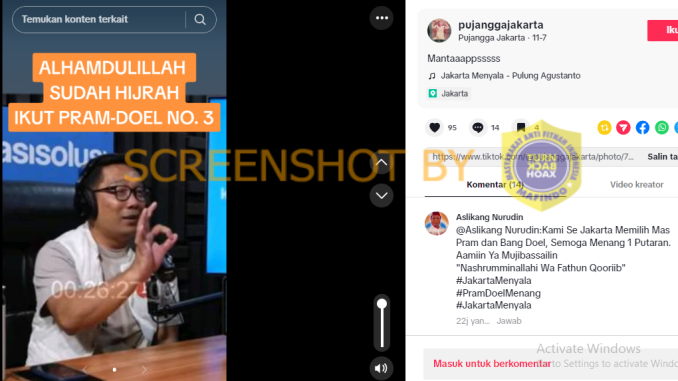 Temukan konten terkait
ALHAMDULILLAH
SUDAH HIJRAH
IKUT PRAM-DOEL NO. 3
asisolus
SCREENSHOT BY
MASYARAKAT ANTI FITNAH INDONESIA
TURN
BACK
HOAX
MAFINDO
00:26:27
pujanggajakarta
Pujangga Jakarta · 11-7
Iku
Mantaaappsssss
♫ Jakarta Menyala - Pulung Agustanto
Jakarta
95
14
4
https://www.tiktok.com/
/photo/7...
Salin ta
Komentar (14)
Video kreator
Aslikang Nurudin
@Aslikang Nurudin:Kami Se Jakarta Memilih Mas
Pram dan Bang Doel, Semoga Menang 1 Putaran.
Aamiin Ya Mujibassailin
"Nashrumminallahi Wa Fathun Qooriib"
#JakartaMenyala
#PramDoelMenang
#JakartaMenyala
22j yan... Jawab
Activate Windows
Masuk untuk berkomentar
to Settings to activate Windo